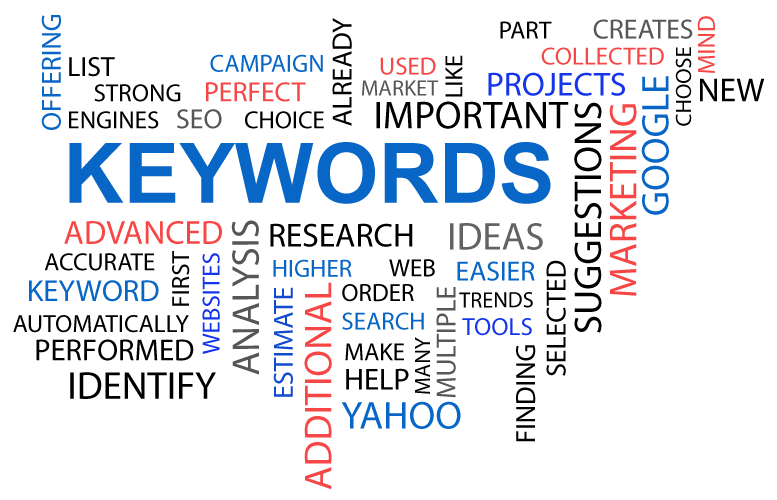 OFFERING
LIST
STRONG
ENGINES
CAMPAIGN
PERFECT
SEO
CHOICE
ALREADY
USED
MARKET
LIKE
IMPORTANT
PART
CREATES
COLLECTED
PROJECTS
MIND
CHOOSE
NEW
GOOGLE
MARKETING
SUGGESTIONS
KEYWORDS
ADVANCED
ACCURATE
KEYWORD
FIRST
WEBSITES
AUTOMATICALLY
PERFORMED
IDENTIFY
ANALYSIS
RESEARCH
IDEAS
HIGHER
WEB
EASIER
ESTIMATE
ADDITIONAL
ORDER
SEARCH
MAKE
HELP
MANY
MULTIPLE
YAHOO
TRENDS
TOOLS
FINDING
SELECTED